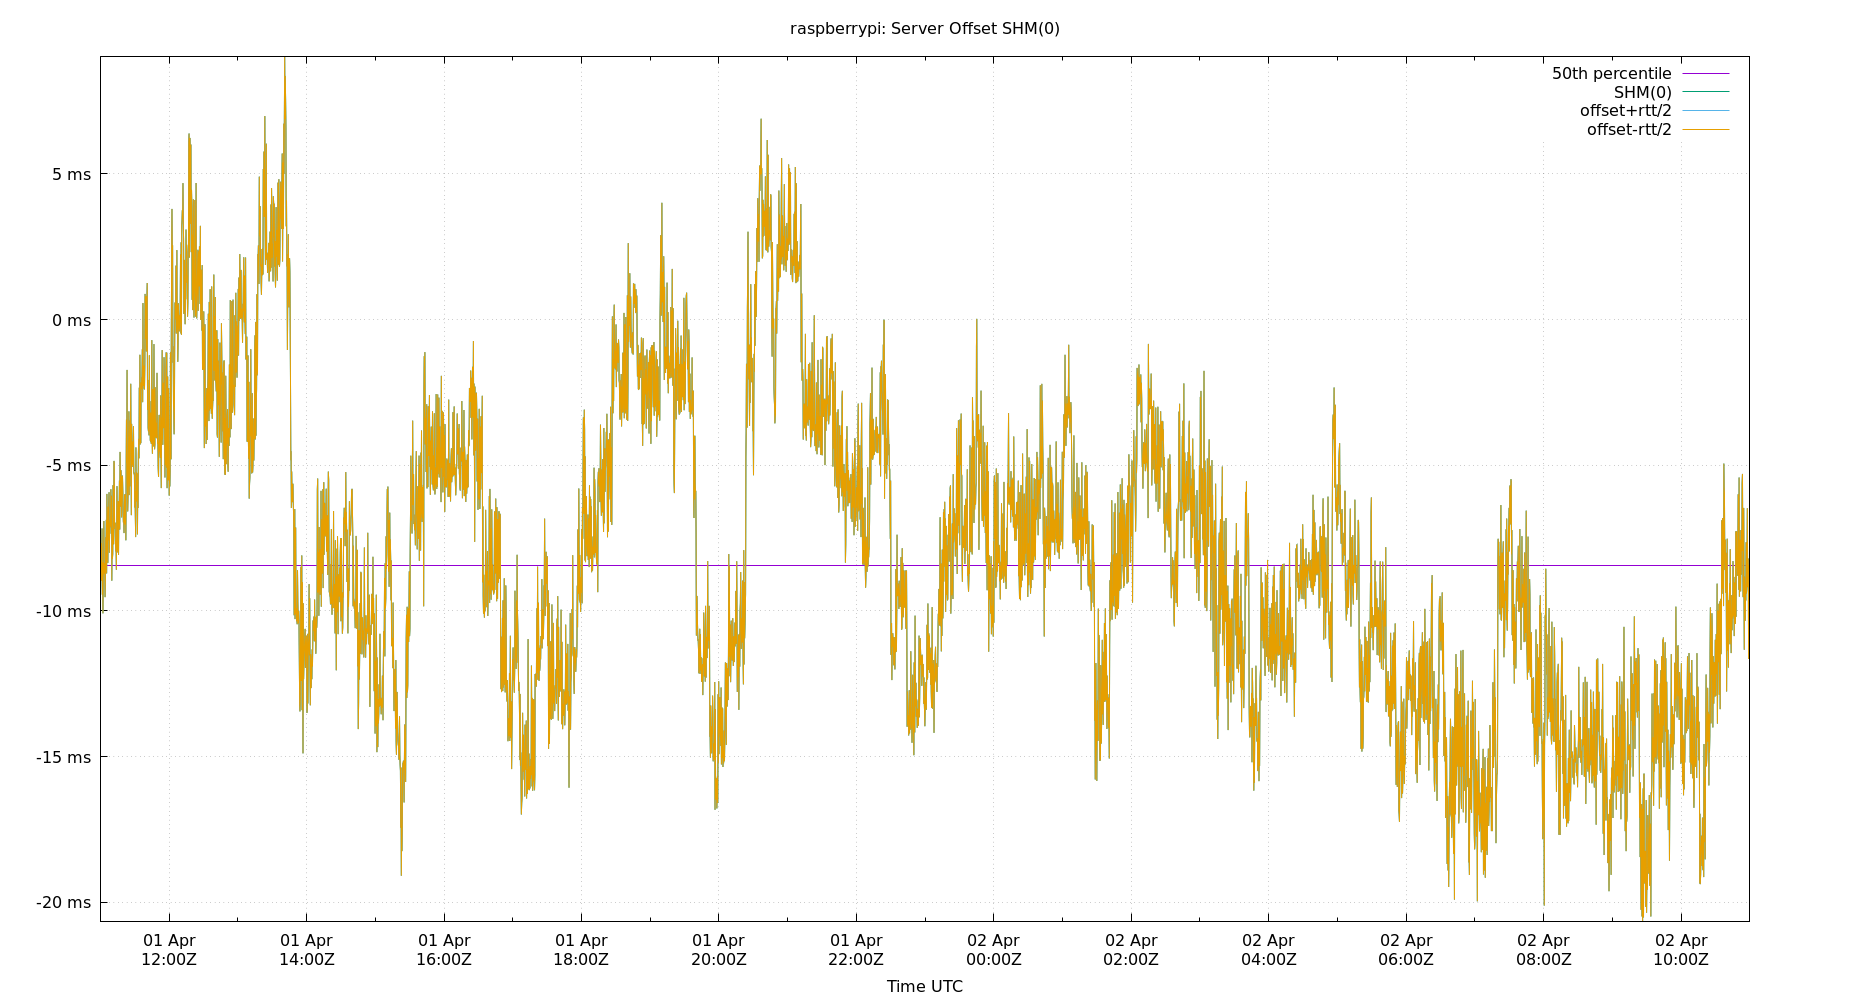 raspberrypi: Server Offset SHM(0)
50th percentile
SHM(0)
offset+rtt/2
offset-rtt/2
5 ms
0 ms
-5 ms
-10 ms
-15 ms
-20 ms
01 Apr 01 Apr 01 Apr 01 Apr 01 Apr 01 Apr 02 Apr 02 Apr 02 Apr 02 Apr 02 Apr 02 Apr
12:00Z 14:00Z 16:00Z 18:00Z 20:00Z 22:00Z 00:00Z 02:00Z 04:00Z 06:00Z 08:00Z 10:00Z
Time UTC